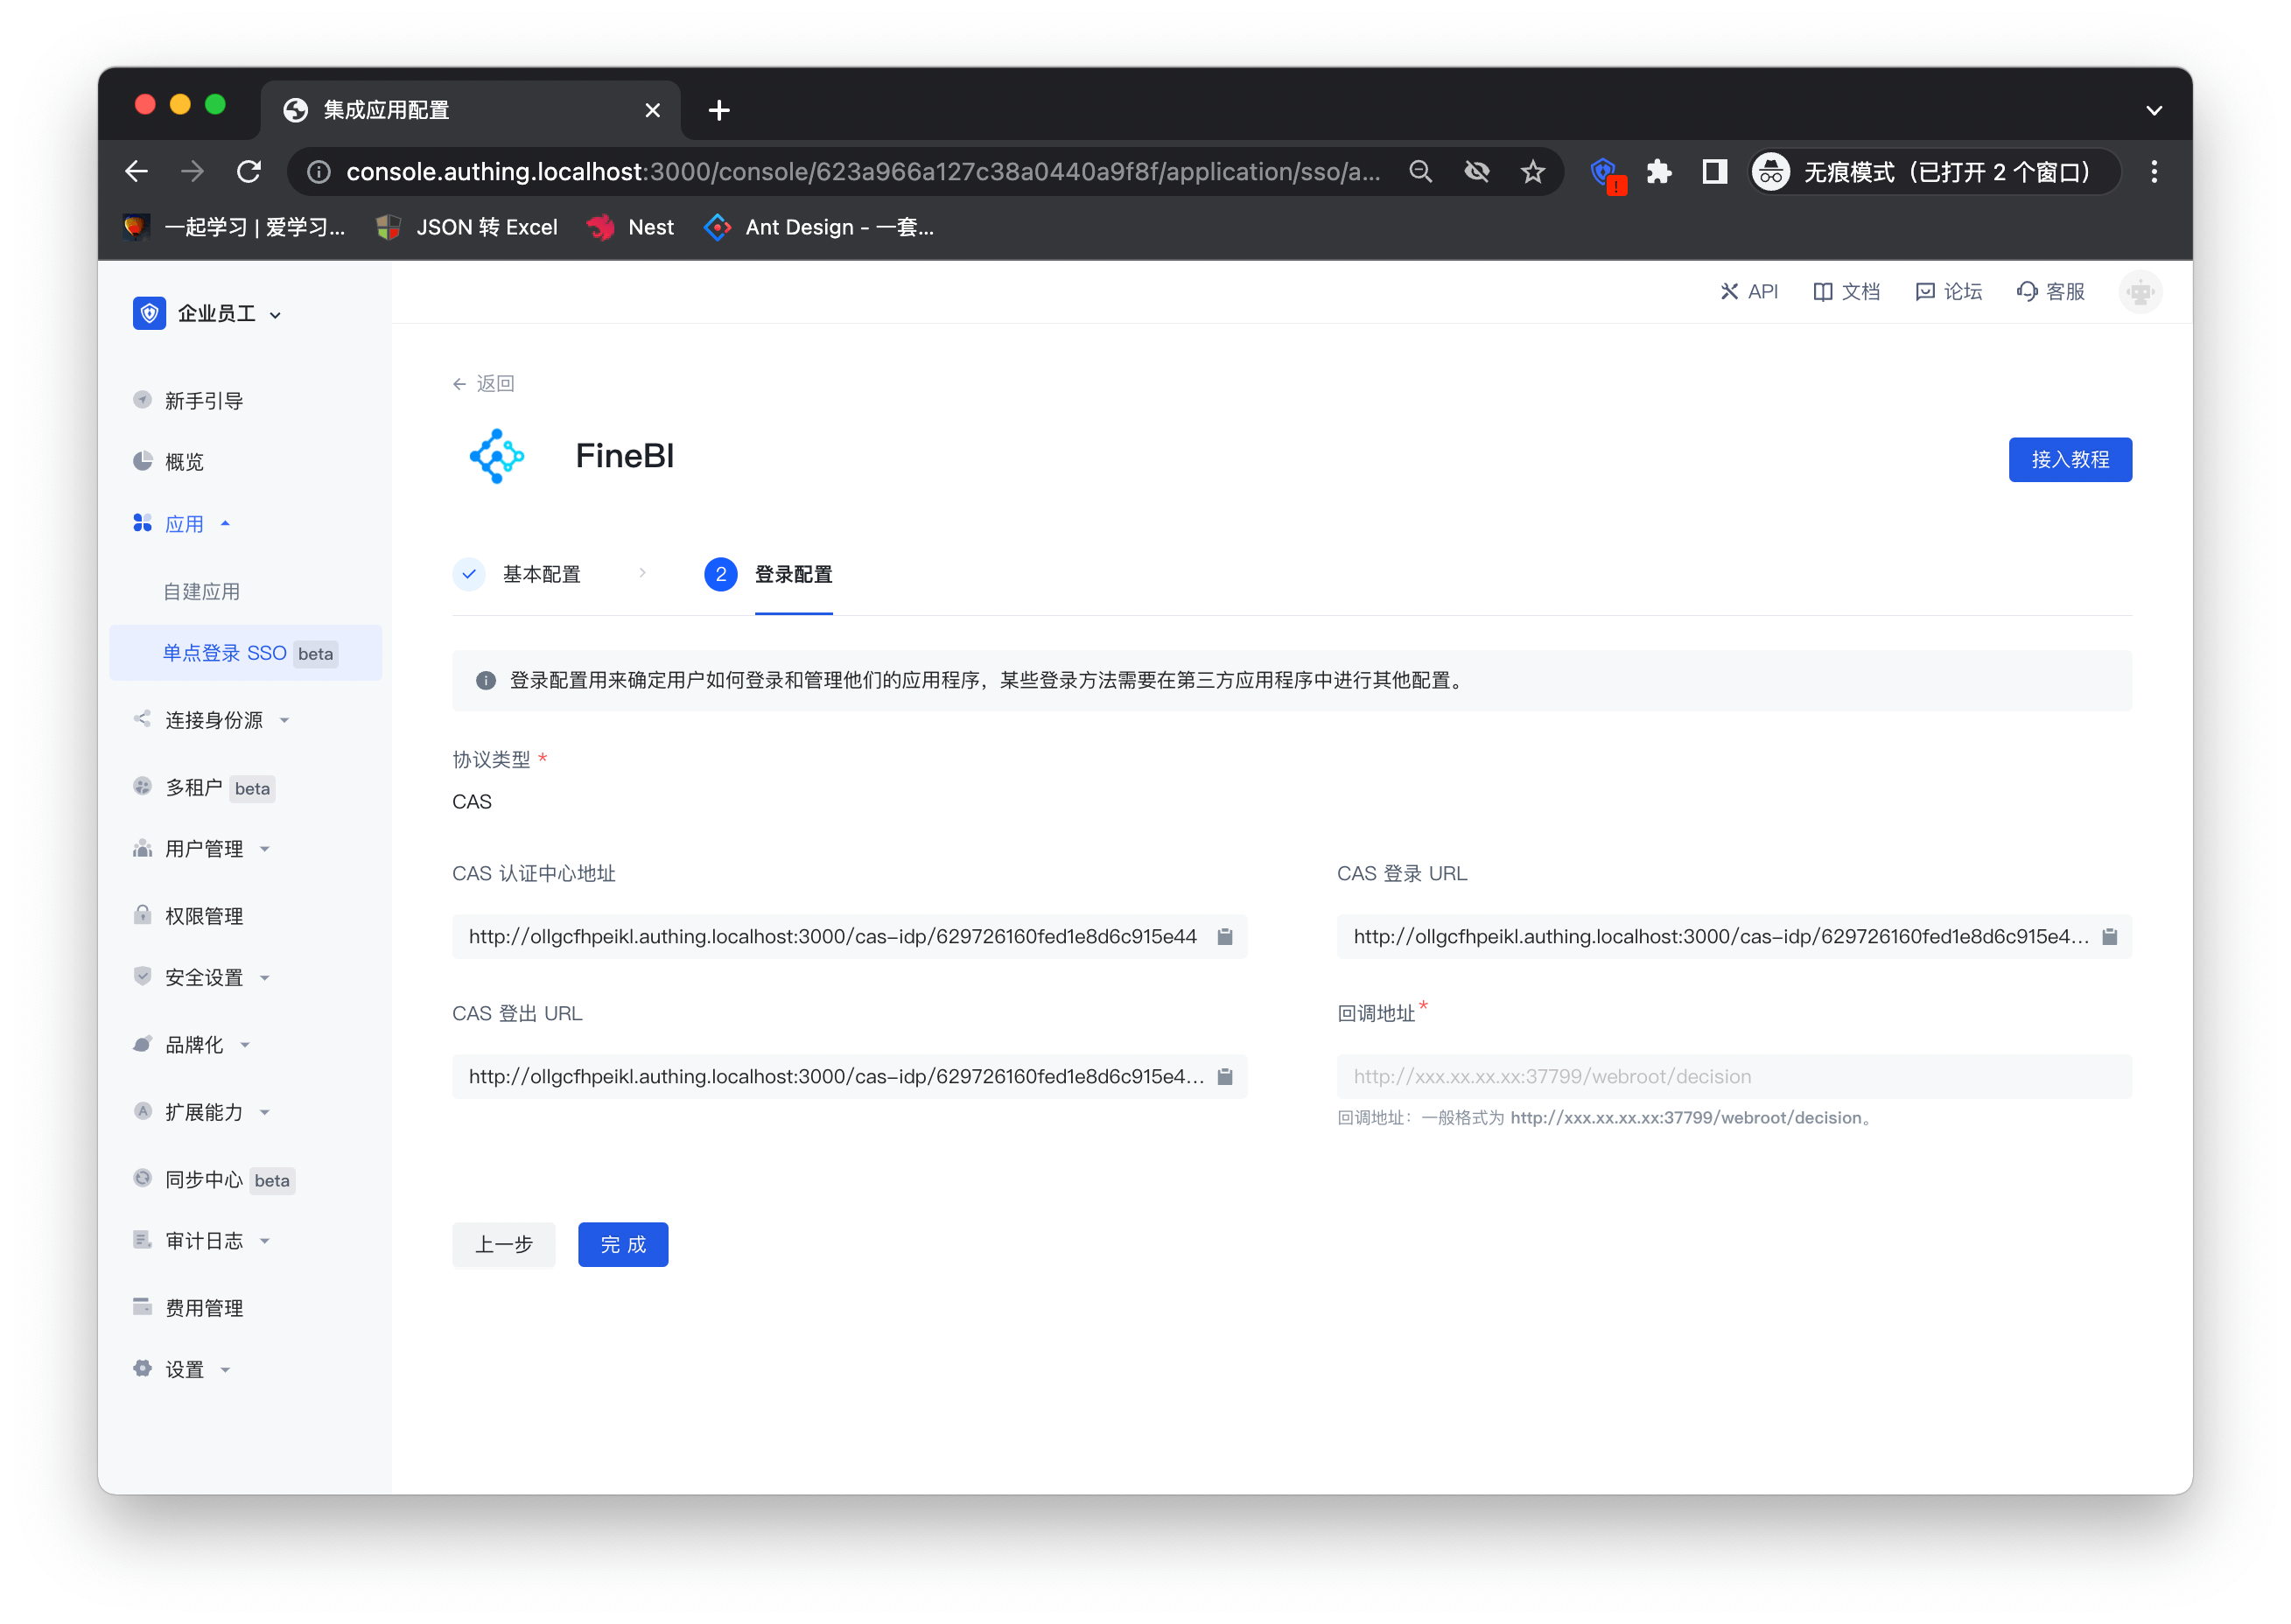 集成应用配置
console.authing.localhost:3000/console/623a966a127c38a0440a9f8f/application/sso/a...
无痕模式（已打开 2 个窗口）
一起学习 | 爱学习...
JSON 转 Excel
Nest
Ant Design - 一套...
企业员工
API
文档
论坛
客服
新手引导
概览
应用
自建应用
单点登录 SSO beta
连接身份源
多租户 beta
用户管理
权限管理
安全设置
品牌化
扩展能力
同步中心 beta
审计日志
费用管理
设置
返回
FineBI
接入教程
基本配置
2 登录配置
登录配置用来确定用户如何登录和管理他们的应用程序，某些登录方法需要在第三方应用程序中进行其他配置。
协议类型 *
CAS
CAS 认证中心地址
http://ollgcfhpeikl.authing.localhost:3000/cas-idp/629726160fed1e8d6c915e44
CAS 登录 URL
http://ollgcfhpeikl.authing.localhost:3000/cas-idp/629726160fed1e8d6c915e4...
CAS 登出 URL
http://ollgcfhpeikl.authing.localhost:3000/cas-idp/629726160fed1e8d6c915e4...
回调地址*
http://xxx.xx.xx.xx:37799/webroot/decision
回调地址：一般格式为 http://xxx.xx.xx.xx:37799/webroot/decision。
上一步
完 成